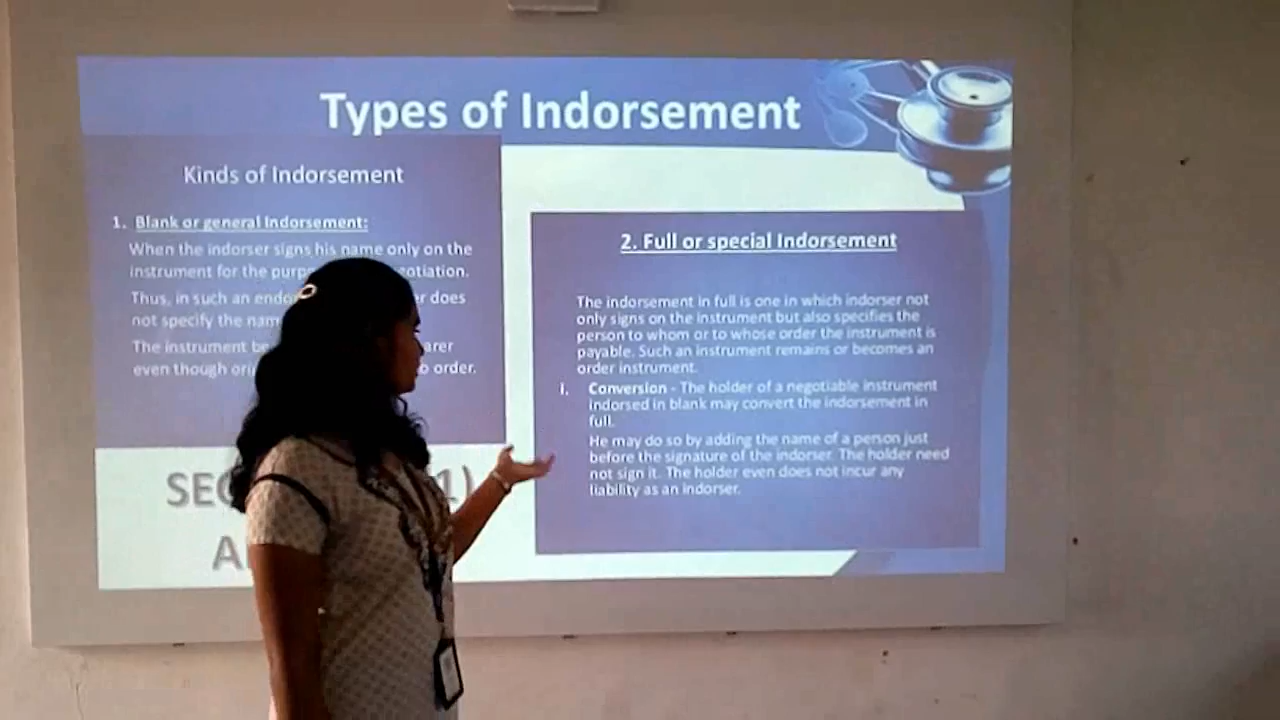 Types of Indorsement
Kinds of Indorsement
1. Blank or general Indorsement:
When the indorser signs his name only on the
instrument for the
Thus, in such an does
not specify the
The instrument
even though order.
2. Full or special Indorsement
The indorsement in full is one in which indorser not
only signs on the instrument but also specifies the
person to whom or to whose order the instrument is
payable. Such an instrument remains or becomes an
order instrument.
i. Conversion - The holder of a negotiable instrument
indorsed in blank may convert the indorsement in
full.
He may do so by adding the name of a person just
before the signature of the indorser. The holder need
not sign it. The holder even does not incur any
liability as an indorser.